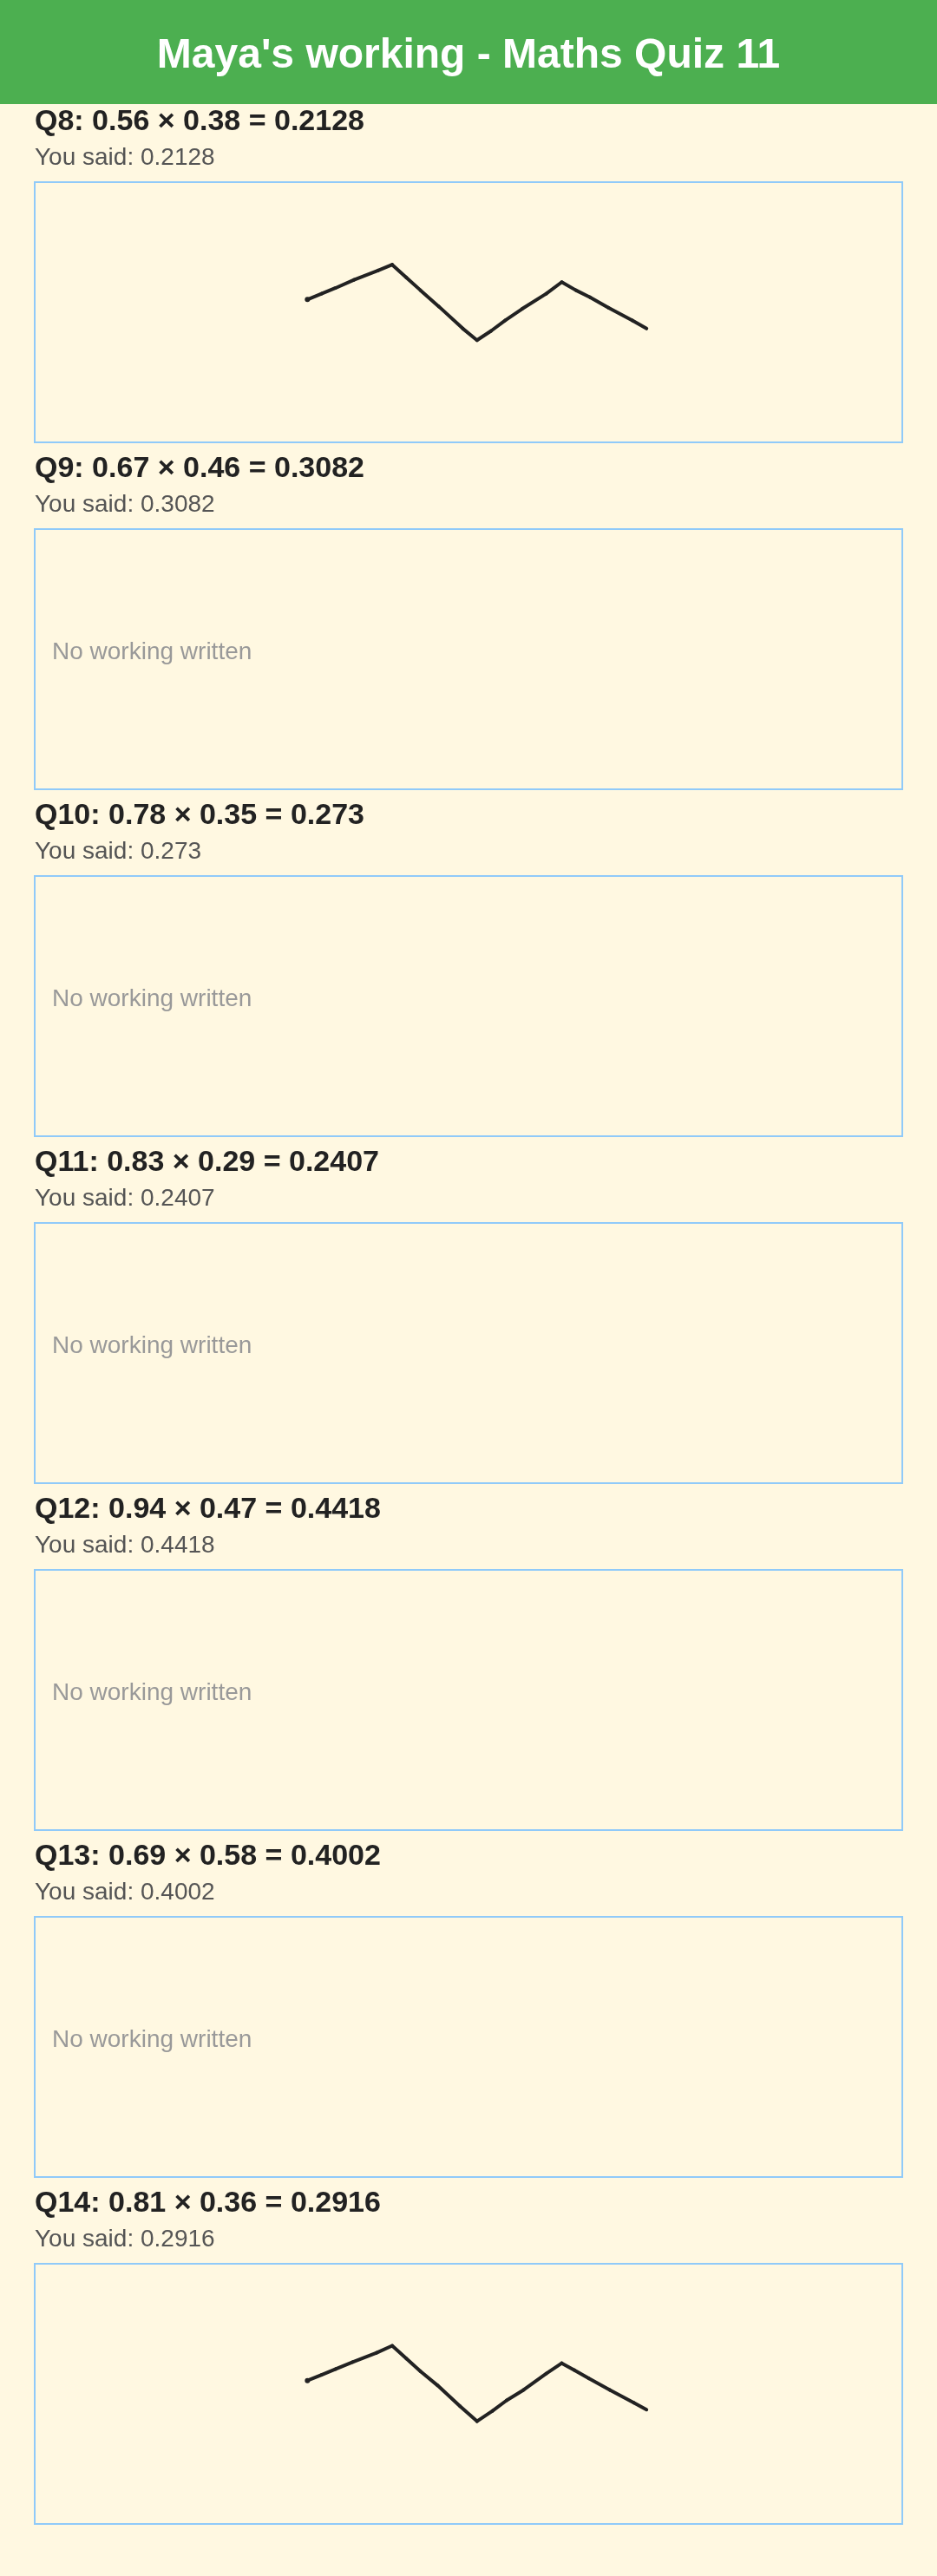 Maya's working - Maths Quiz 11
Q8: 0.56 × 0.38 = 0.2128
You said: 0.2128
Q9: 0.67 × 0.46 = 0.3082
You said: 0.3082
No working written
Q10: 0.78 × 0.35 = 0.273
You said: 0.273
No working written
Q11: 0.83 × 0.29 = 0.2407
You said: 0.2407
No working written
Q12: 0.94 × 0.47 = 0.4418
You said: 0.4418
No working written
Q13: 0.69 × 0.58 = 0.4002
You said: 0.4002
No working written
Q14: 0.81 × 0.36 = 0.2916
You said: 0.2916